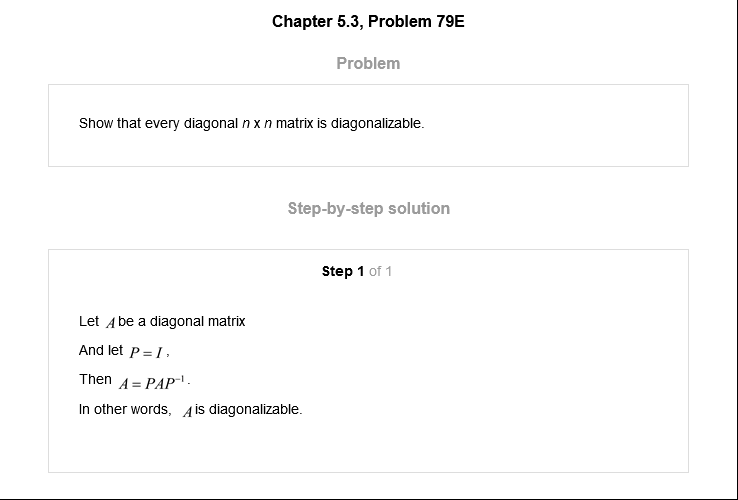 Chapter 5.3, Problem 79E
Problem
Show that every diagonal n x n matrix is diagonalizable.
Step-by-step solution
Step 1 of 1
Let A be a diagonal matrix
And let P = I ,
Then A = PAP⁻¹ .
In other words, A is diagonalizable.